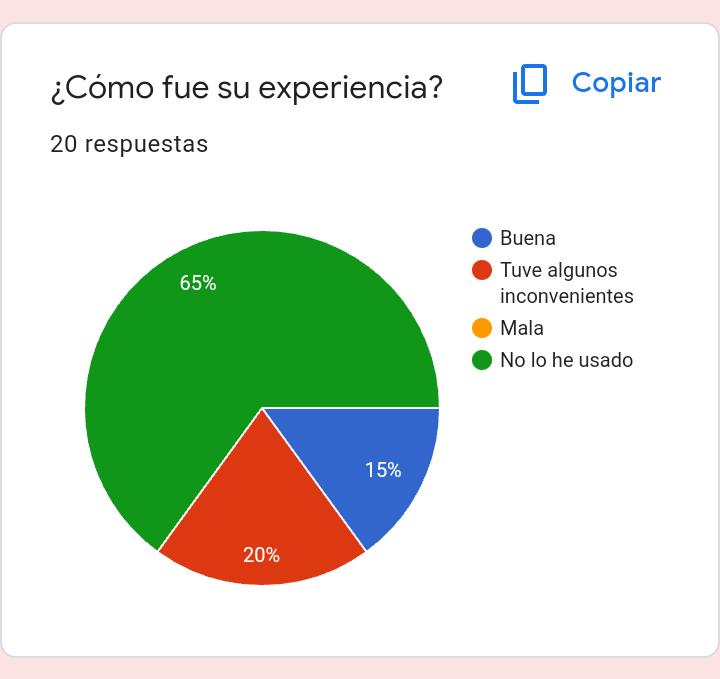 ¿Cómo fue su experiencia?
Copiar
20 respuestas
Buena
Tuve algunos
inconvenientes
Mala
No lo he usado
65%
15%
20%